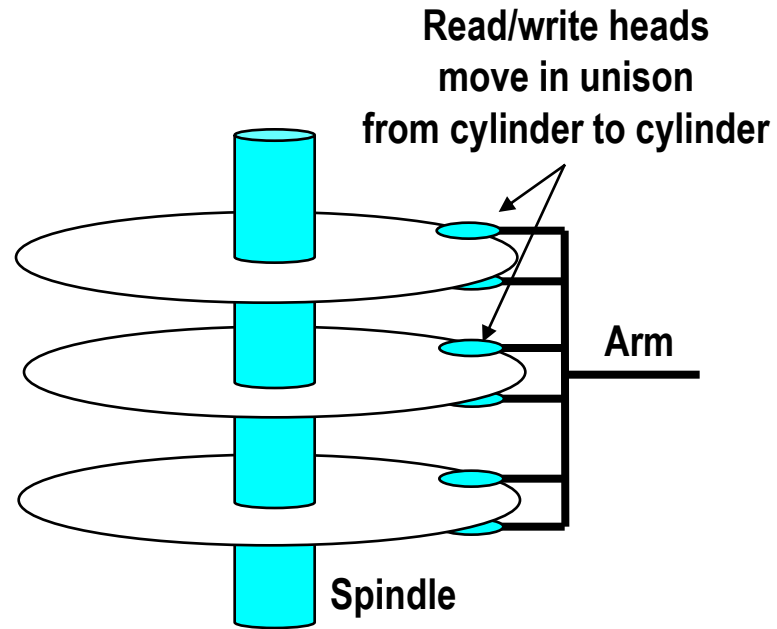 Read/write heads
move in unison
from cylinder to cylinder
Arm
Spindle